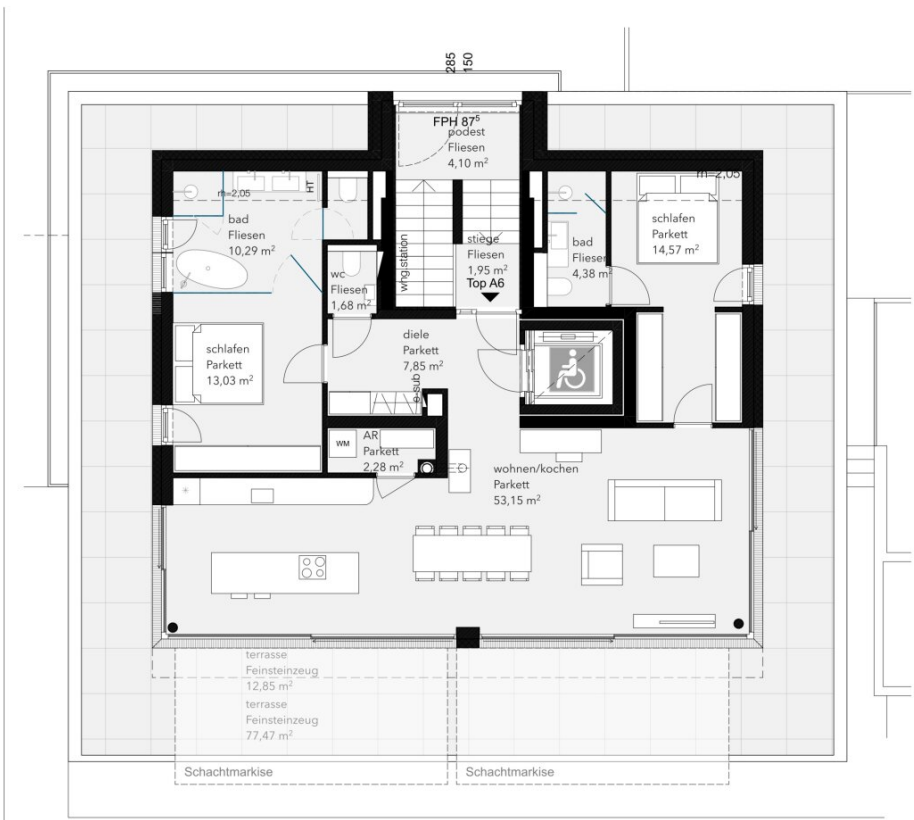 285
150
FPH 87⁵
podest
Fliesen
4,10 m²
rh=2,05
HT
bad
Fliesen
10,29 m²
wc
Fliesen
1,68 m²
whg.station
stiege
Fliesen
1,95 m²
Top A6
bad
Fliesen
4,38 m²
rh=2,05
schlafen
Parkett
14,57 m²
schlafen
Parkett
13,03 m²
diele
Parkett
7,85 m²
e-sub
WM
AR
Parkett
2,28 m²
wohnen/kochen
Parkett
53,15 m²
terrasse
Feinsteinzeug
12,85 m²
terrasse
Feinsteinzeug
77,47 m²
Schachtmarkise
Schachtmarkise